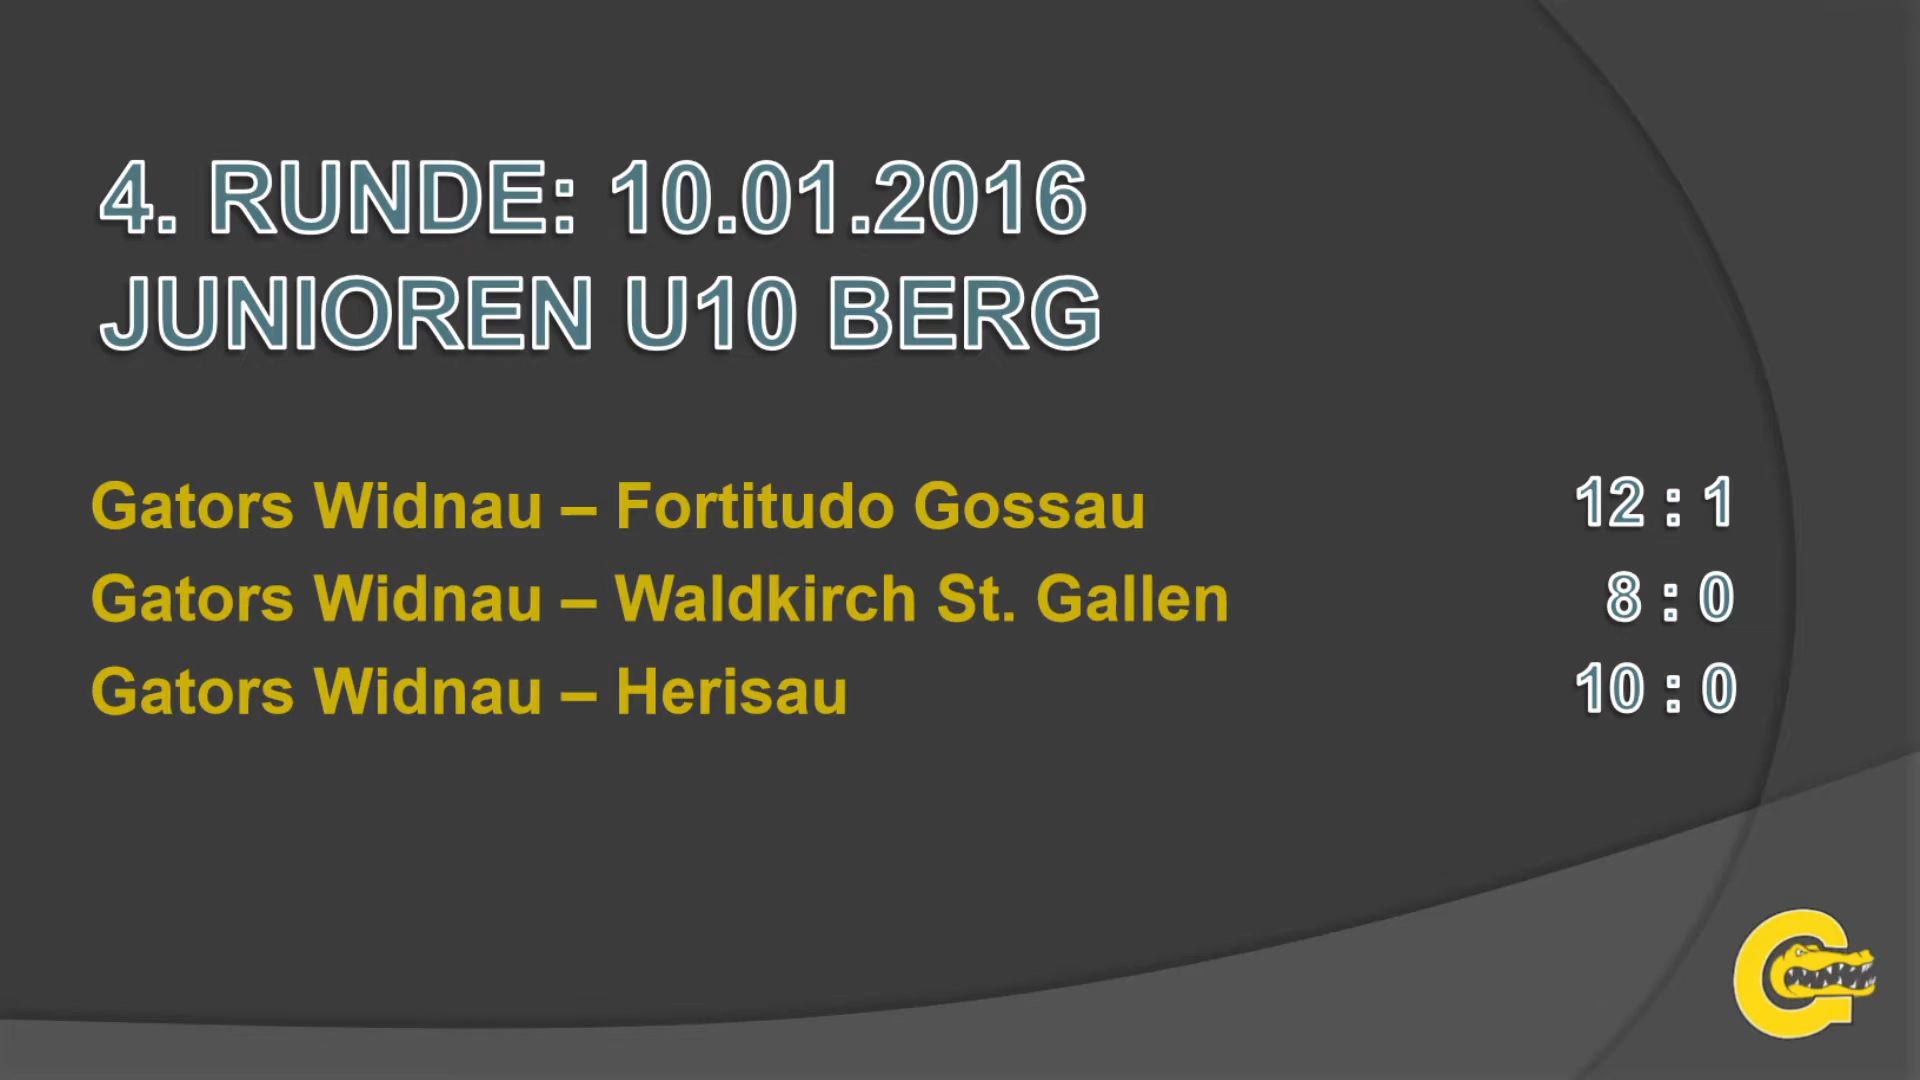 4. RUNDE: 10.01.2016
JUNIOREN U10 BERG
Gators Widnau – Fortitudo Gossau 12 : 1
Gators Widnau – Waldkirch St. Gallen 8 : 0
Gators Widnau – Herisau 10 : 0
G